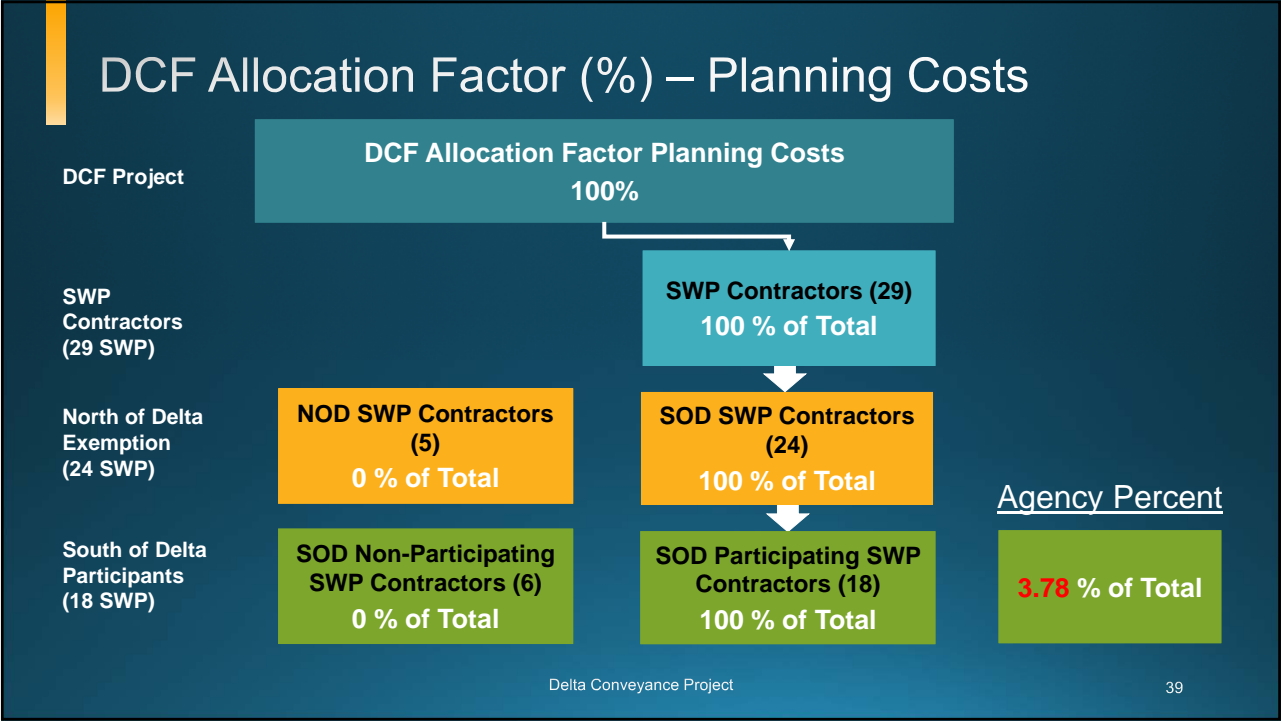 DCF Allocation Factor (%) – Planning Costs
DCF Project
DCF Allocation Factor Planning Costs
100%
SWP
Contractors
(29 SWP)
SWP Contractors (29)
100 % of Total
North of Delta
Exemption
(24 SWP)
NOD SWP Contractors
(5)
0 % of Total
SOD SWP Contractors
(24)
100 % of Total
South of Delta
Participants
(18 SWP)
SOD Non-Participating
SWP Contractors (6)
0 % of Total
SOD Participating SWP
Contractors (18)
100 % of Total
Agency Percent
3.78 % of Total
Delta Conveyance Project
39